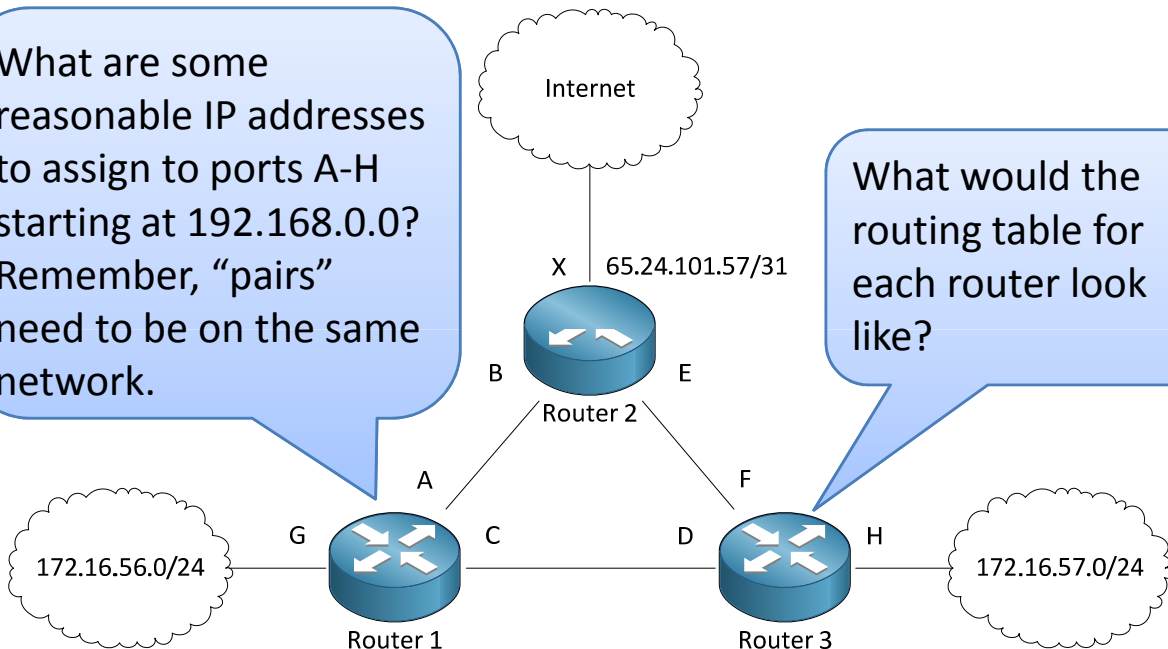 What are some
reasonable IP addresses
to assign to ports A-H
starting at 192.168.0.0?
Remember, “pairs”
need to be on the same
network.
Internet
What would the
routing table for
each router look
like?
X 65.24.101.57/31
B E
Router 2
A F
G C D H
172.16.56.0/24 172.16.57.0/24
Router 1 Router 3